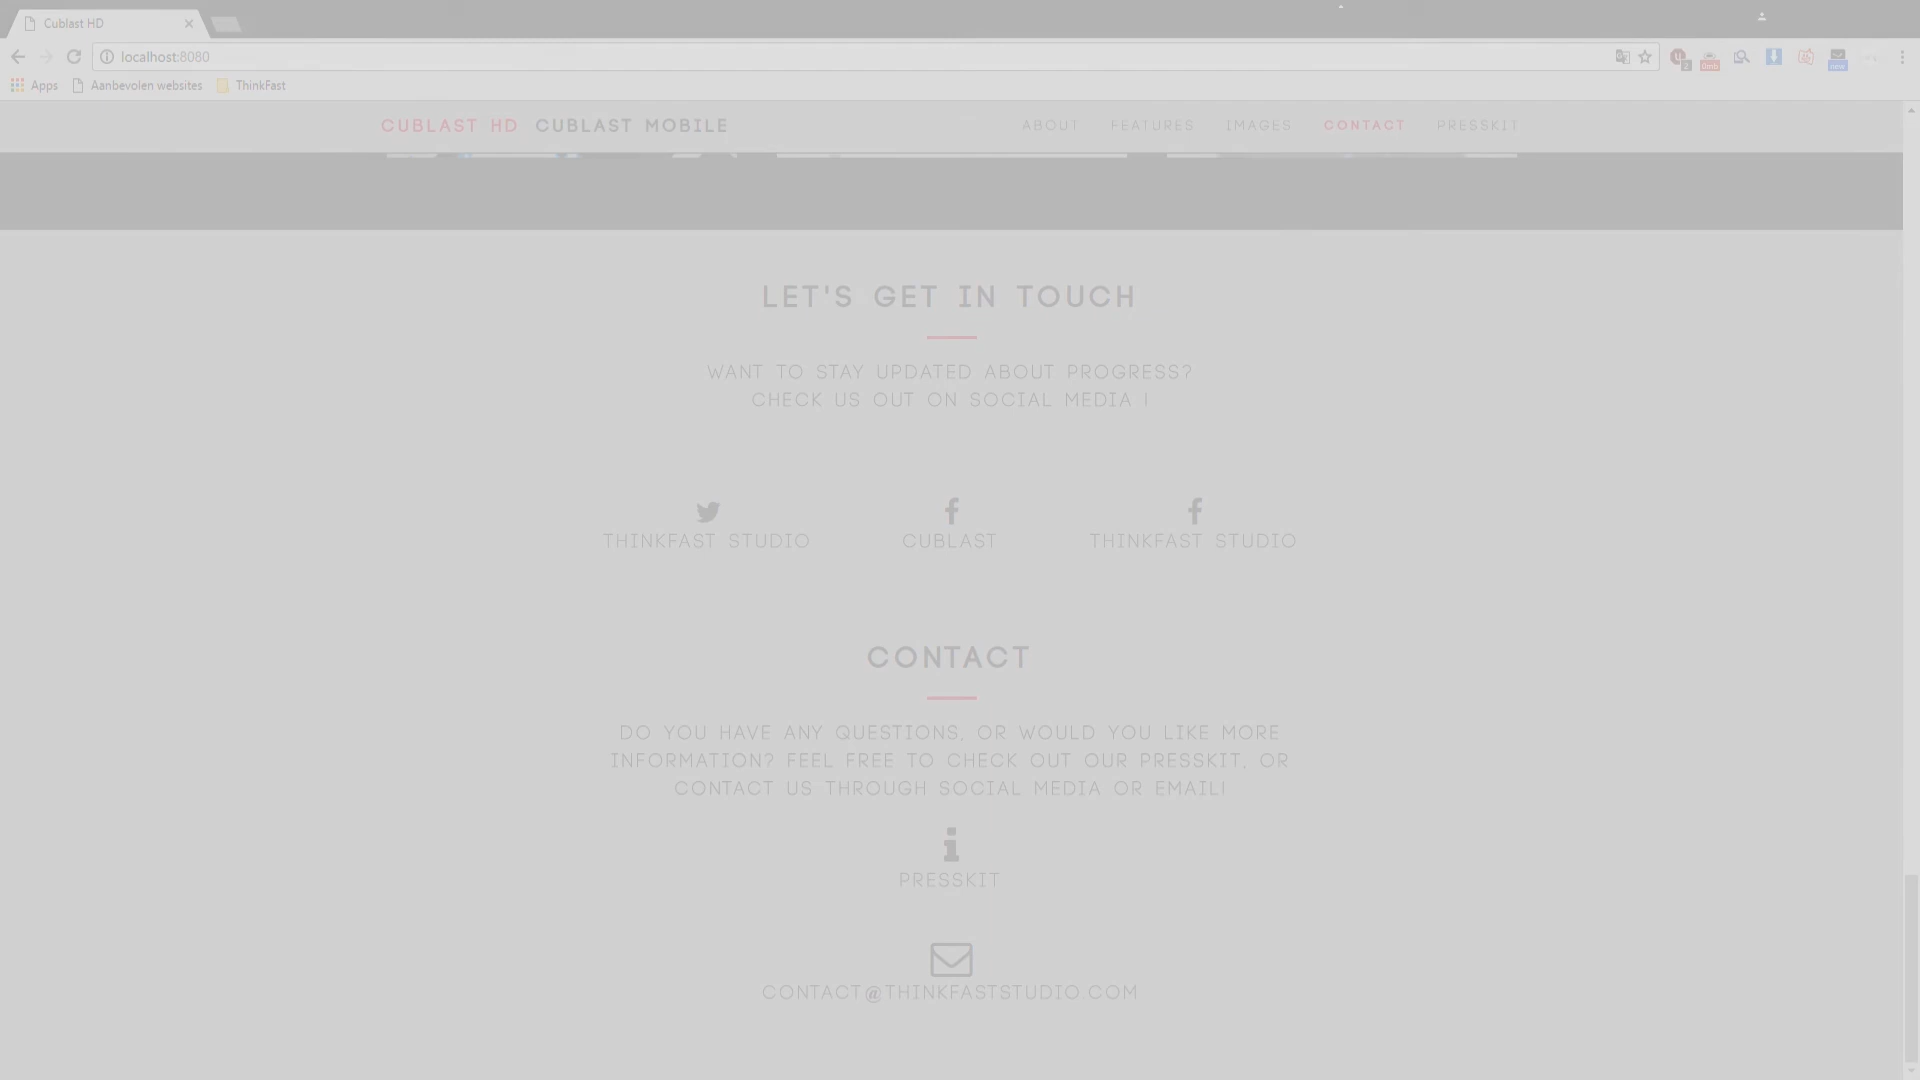 Cublast HD
localhost:8080
Apps Aanbevolen websites ThinkFast
CUBLAST HD CUBLAST MOBILE ABOUT FEATURES IMAGES CONTACT PRESSKIT
LET'S GET IN TOUCH
WANT TO STAY UPDATED ABOUT PROGRESS?
CHECK US OUT ON SOCIAL MEDIA !
THINKFAST STUDIO CUBLAST THINKFAST STUDIO
CONTACT
DO YOU HAVE ANY QUESTIONS, OR WOULD YOU LIKE MORE
INFORMATION? FEEL FREE TO CHECK OUT OUR PRESSKIT, OR
CONTACT US THROUGH SOCIAL MEDIA OR EMAIL!
PRESSKIT
CONTACT@THINKFASTSTUDIO.COM